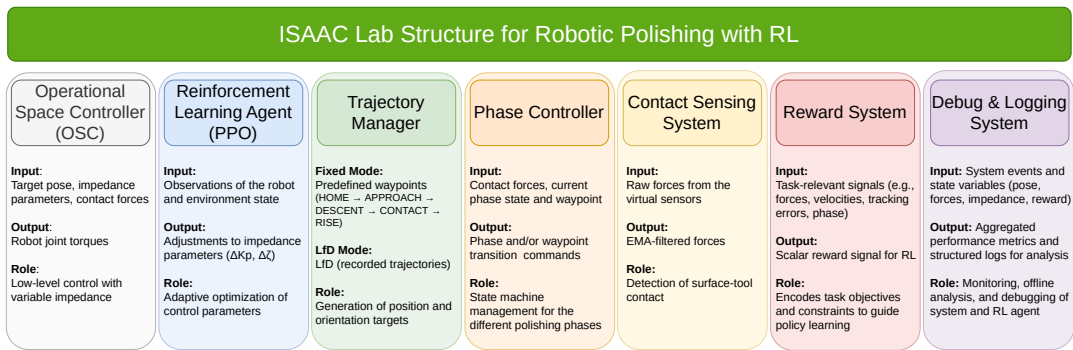 ISAAC Lab Structure for Robotic Polishing with RL
Operational
Space Controller
(OSC)
Input:
Target pose, impedance
parameters, contact forces
Output:
Robot joint torques
Role:
Low-level control with
variable impedance
Reinforcement
Learning Agent
(PPO)
Input:
Observations of the robot
and environment state
Output:
Adjustments to impedance
parameters (ΔKp, Δζ)
Role:
Adaptive optimization of
control parameters
Trajectory
Manager
Fixed Mode:
Predefined waypoints
(HOME → APPROACH →
DESCENT → CONTACT →
RISE)
LfD Mode:
LfD (recorded trajectories)
Role:
Generation of position and
orientation targets
Phase Controller
Input:
Contact forces, current
phase state and waypoint
Output:
Phase and/or waypoint
transition commands
Role:
State machine
management for the
different polishing phases
Contact Sensing
System
Input:
Raw forces from the
virtual sensors
Output:
EMA-filtered forces
Role:
Detection of surface-tool
contact
Reward System
Input:
Task-relevant signals (e.g.,
forces, velocities, tracking
errors, phase)
Output:
Scalar reward signal for RL
Role:
Encodes task objectives
and constraints to guide
policy learning
Debug & Logging
System
Input: System events and
state variables (pose,
forces, impedance, reward)
Output: Aggregated
performance metrics and
structured logs for analysis
Role: Monitoring, offline
analysis, and debugging of
system and RL agent